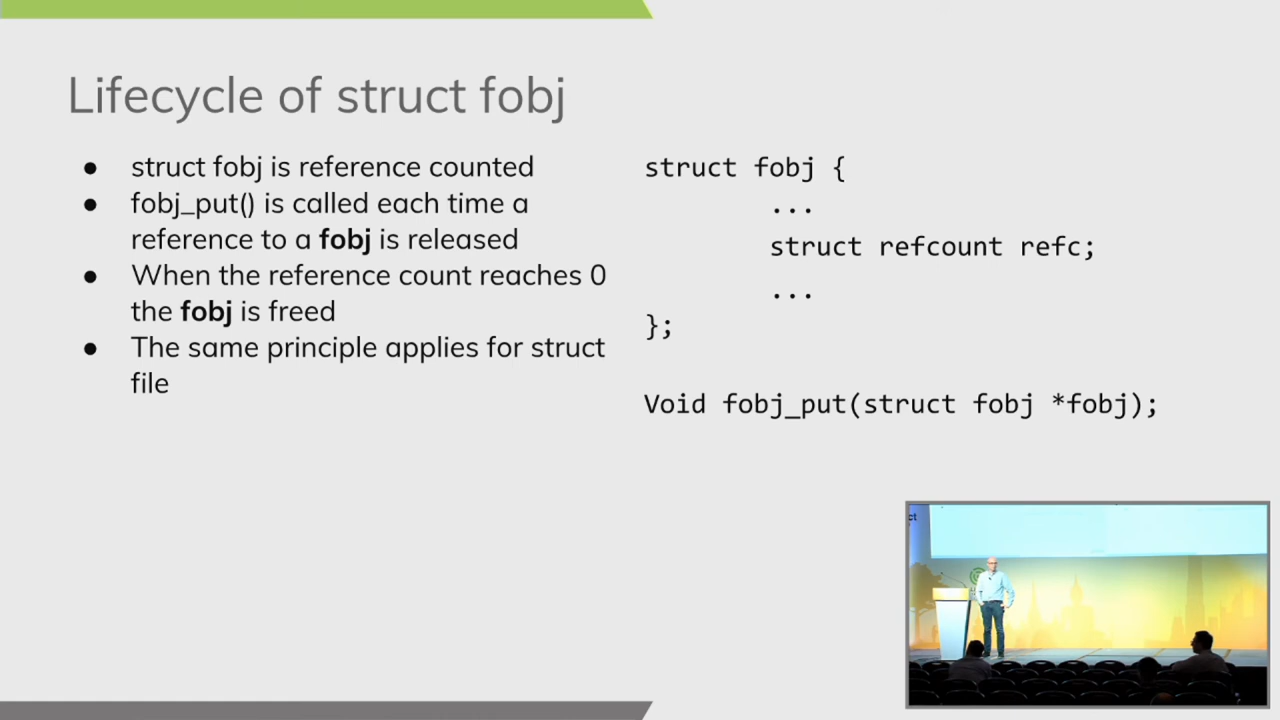 Lifecycle of struct fobj
● struct fobj is reference counted
● fobj_put() is called each time a
reference to a fobj is released
● When the reference count reaches 0
the fobj is freed
● The same principle applies for struct
file
struct fobj {
...
struct refcount refc;
...
};
Void fobj_put(struct fobj *fobj);
ct